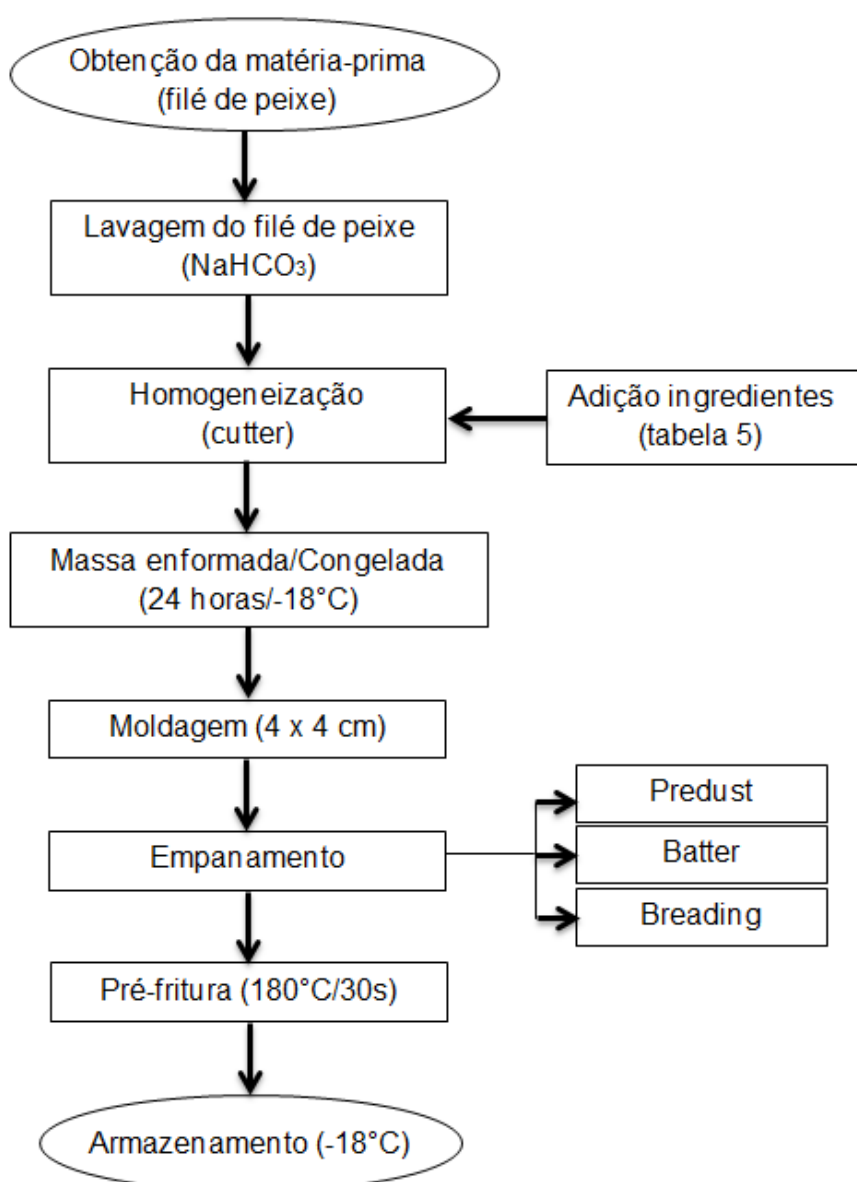 Obtenção da matéria-prima
(filé de peixe)
Lavagem do filé de peixe
(NaHCO₃)
Homogeneização
(cutter)
Adição ingredientes
(tabela 5)
Massa enformada/Congelada
(24 horas/-18°C)
Moldagem (4 x 4 cm)
Empanamento
Predust
Batter
Breading
Pré-fritura (180°C/30s)
Armazenamento (-18°C)